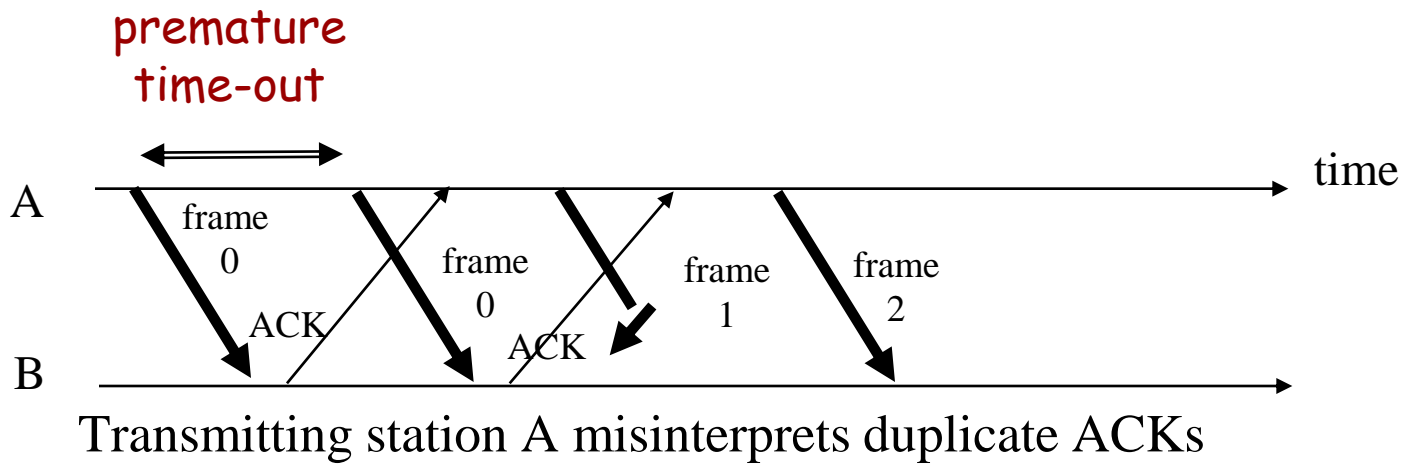 premature
time-out
time
A
frame
0
ACK
frame
0
ACK
frame
1
frame
2
B
Transmitting station A misinterprets duplicate ACKs